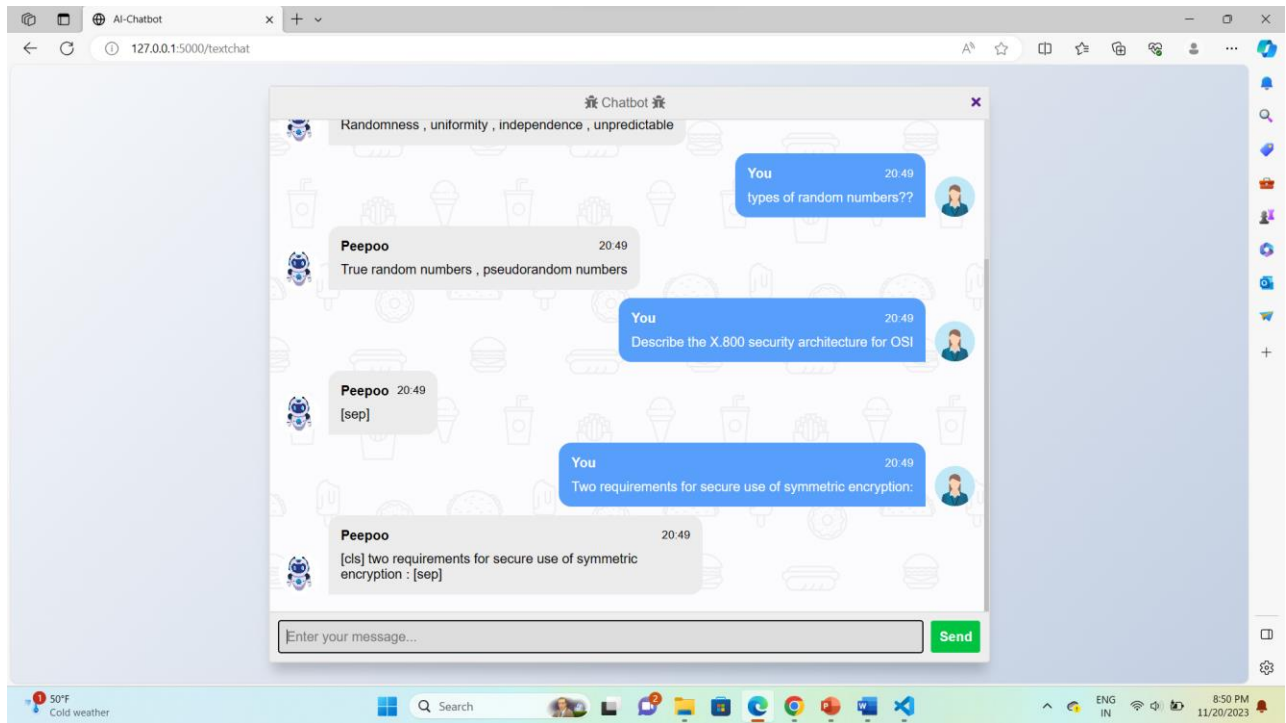 AI-Chatbot
127.0.0.1:5000/textchat
Chatbot
Randomness , uniformity , independence , unpredictable
You 20:49
types of random numbers??
Peepoo 20:49
True random numbers , pseudorandom numbers
You 20:49
Describe the X.800 security architecture for OSI
Peepoo 20:49
[sep]
You 20:49
Two requirements for secure use of symmetric encryption:
Peepoo 20:49
[cls] two requirements for secure use of symmetric
encryption : [sep]
Enter your message...
Send
1
50°F
Cold weather
Search
ENG
IN
8:50 PM
11/20/2023